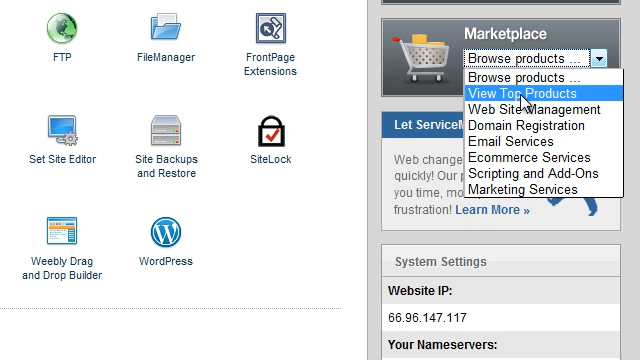 FTP
FileManager
FrontPage
Extensions
Set Site Editor
Site Backups
and Restore
SiteLock
Weebly Drag
and Drop Builder
WordPress
Marketplace
Browse products ...
Browse products ...
View Top Products
Web Site Management
Domain Registration
Email Services
Ecommerce Services
Scripting and Add-Ons
Marketing Services
Let ServiceM
Web change
quickly! Our p
you time, mo
frustration! Learn More »
System Settings
Website IP:
66.96.147.117
Your Nameservers: